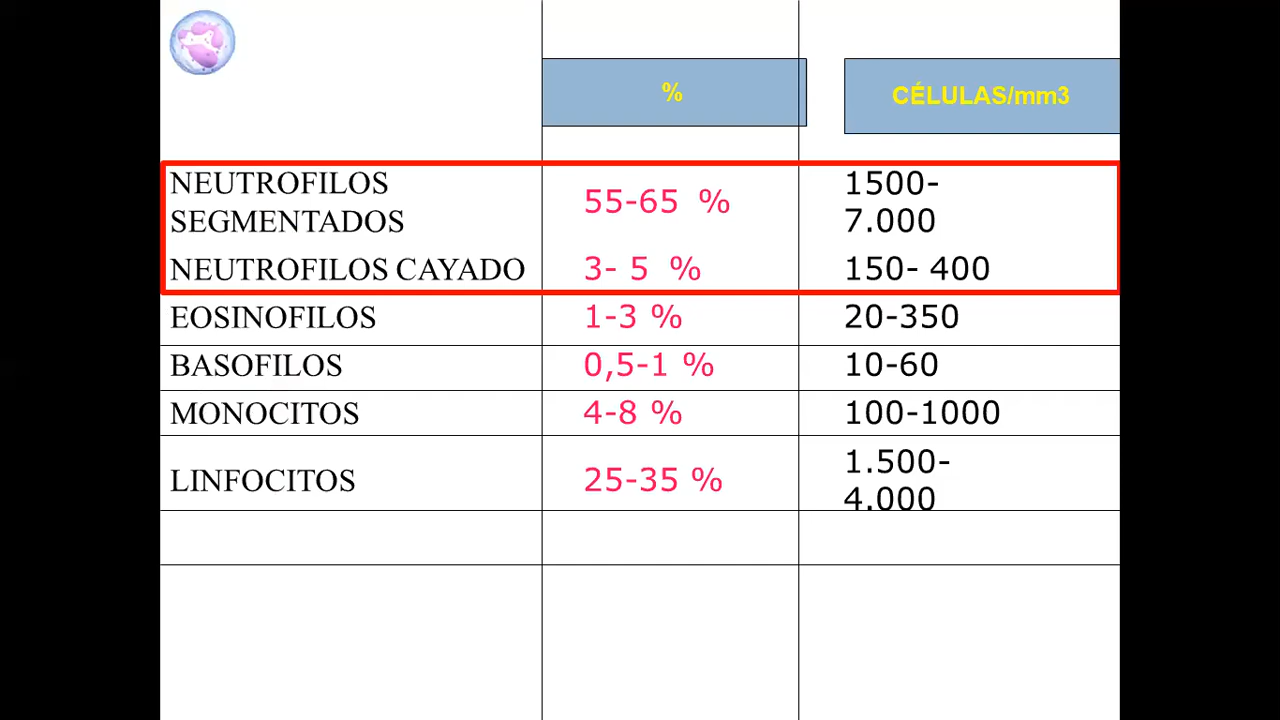 %
CÉLULAS/mm3
NEUTROFILOS
SEGMENTADOS
55-65 %
1500-
7.000
NEUTROFILOS CAYADO
3- 5 %
150- 400
EOSINOFILOS
1-3 %
20-350
BASOFILOS
0,5-1 %
10-60
MONOCITOS
4-8 %
100-1000
LINFOCITOS
25-35 %
1.500-
4.000